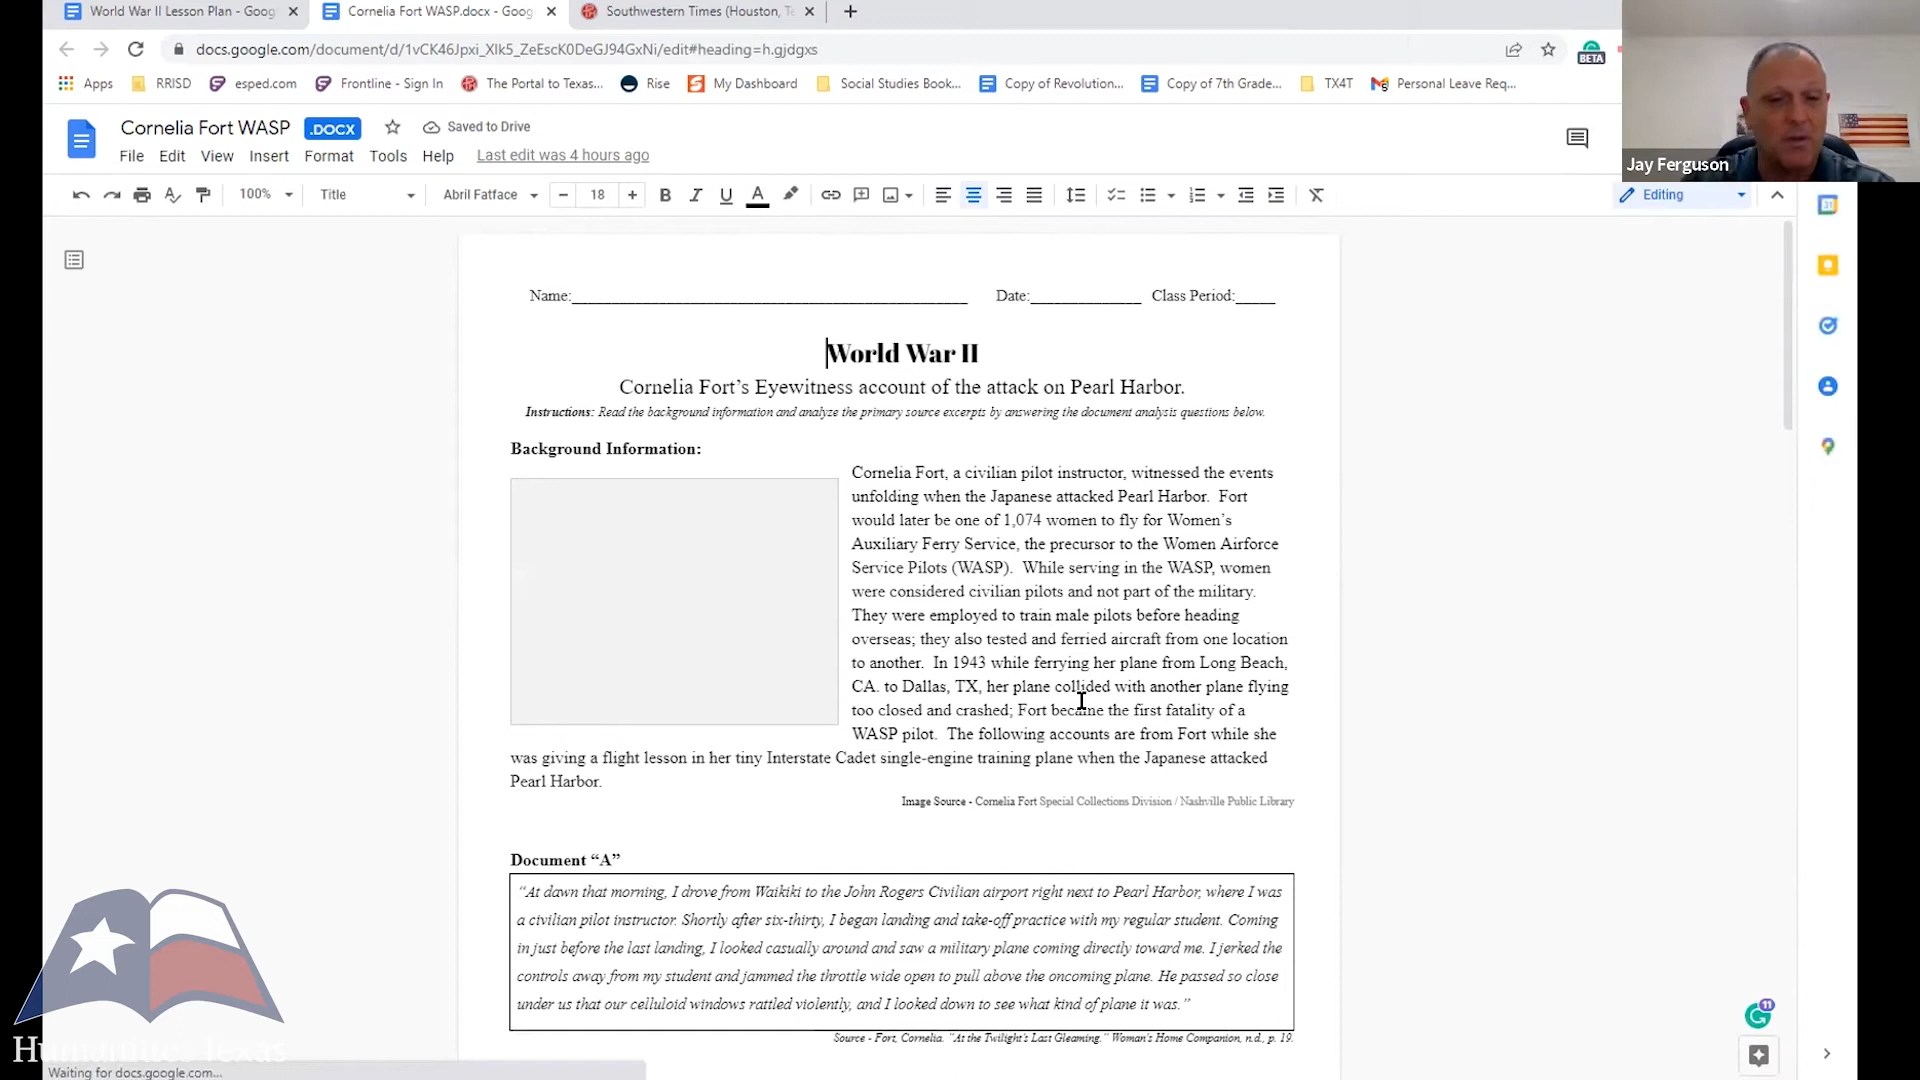 World War II Lesson Plan - Goog
Cornelia Fort WASP.docx - Goog
Southwestern Times (Houston, Te
docs.google.com/document/d/1vCK46Jpxi_Xlk5_ZeEscK0DeGJ94GxNi/edit#heading=h.gjdgxs
BETA
Apps RRISD esped.com Frontline - Sign In The Portal to Texas... Rise My Dashboard Social Studies Book... Copy of Revolution... Copy of 7th Grade... TX4T Personal Leave Req...
Cornelia Fort WASP .DOCX Saved to Drive
File Edit View Insert Format Tools Help Last edit was 4 hours ago
Jay Ferguson
100% Title Abril Fatface 18 B I U A Editing
Name: Date: Class Period:
World War II
Cornelia Fort’s Eyewitness account of the attack on Pearl Harbor.
Instructions: Read the background information and analyze the primary source excerpts by answering the document analysis questions below.
Background Information:
Cornelia Fort, a civilian pilot instructor, witnessed the events
unfolding when the Japanese attacked Pearl Harbor. Fort
would later be one of 1,074 women to fly for Women’s
Auxiliary Ferry Service, the precursor to the Women Airforce
Service Pilots (WASP). While serving in the WASP, women
were considered civilian pilots and not part of the military.
They were employed to train male pilots before heading
overseas; they also tested and ferried aircraft from one location
to another. In 1943 while ferrying her plane from Long Beach,
CA. to Dallas, TX, her plane collided with another plane flying
too closed and crashed; Fort became the first fatality of a
WASP pilot. The following accounts are from Fort while she
was giving a flight lesson in her tiny Interstate Cadet single-engine training plane when the Japanese attacked
Pearl Harbor.
Image Source - Cornelia Fort Special Collections Division / Nashville Public Library
Document “A”
“At dawn that morning, I drove from Waikiki to the John Rogers Civilian airport right next to Pearl Harbor, where I was
a civilian pilot instructor. Shortly after six-thirty, I began landing and take-off practice with my regular student. Coming
in just before the last landing, I looked casually around and saw a military plane coming directly toward me. I jerked the
controls away from my student and jammed the throttle wide open to pull above the oncoming plane. He passed so close
under us that our celluloid windows rattled violently, and I looked down to see what kind of plane it was.”
Source - Fort, Cornelia. “At the Twilight’s Last Gleaming.” Woman’s Home Companion, n.d., p. 19.
11
Humanities Texas
Waiting for docs.google.com...